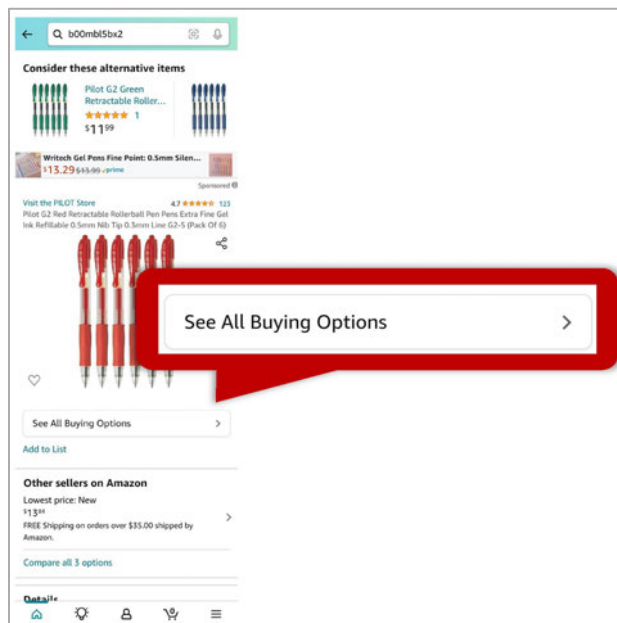 b00mbl5bx2
Consider these alternative items
Pilot G2 Green
Retractable Roller...
1
$11 99
Writech Gel Pens Fine Point: 0.5mm Silen...
$13.29 $13.99 prime
Sponsored
Visit the PILOT Store 4.7 123
Pilot G2 Red Retractable Rollerball Pen Pens Extra Fine Gel
Ink Refillable 0.5mm Nib Tip 0.3mm Line G2-5 (Pack Of 6)
See All Buying Options
See All Buying Options
Add to List
Other sellers on Amazon
Lowest price: New
FREE Shipping on orders over $35.00 shipped by
Amazon.
Compare all 3 options
Details